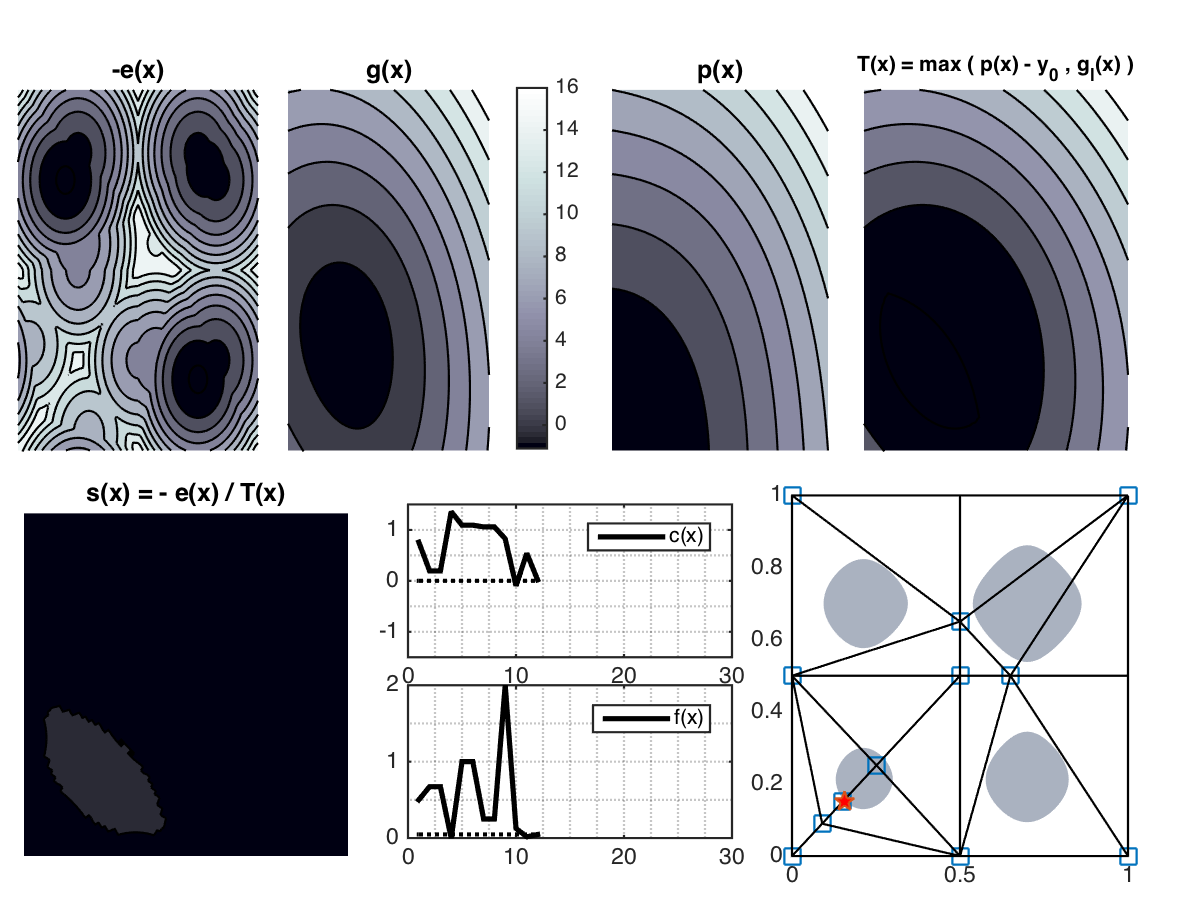 -e(x)
g(x)
p(x)
T(x) = max ( p(x) - y0 , gl(x) )
16
14
12
10
8
6
4
2
0
s(x) = - e(x) / T(x)
c(x)
1
0
-1
0 10 20 30
f(x)
2
1
0
0 10 20 30
1
0.8
0.6
0.4
0.2
0
0 0.5 1